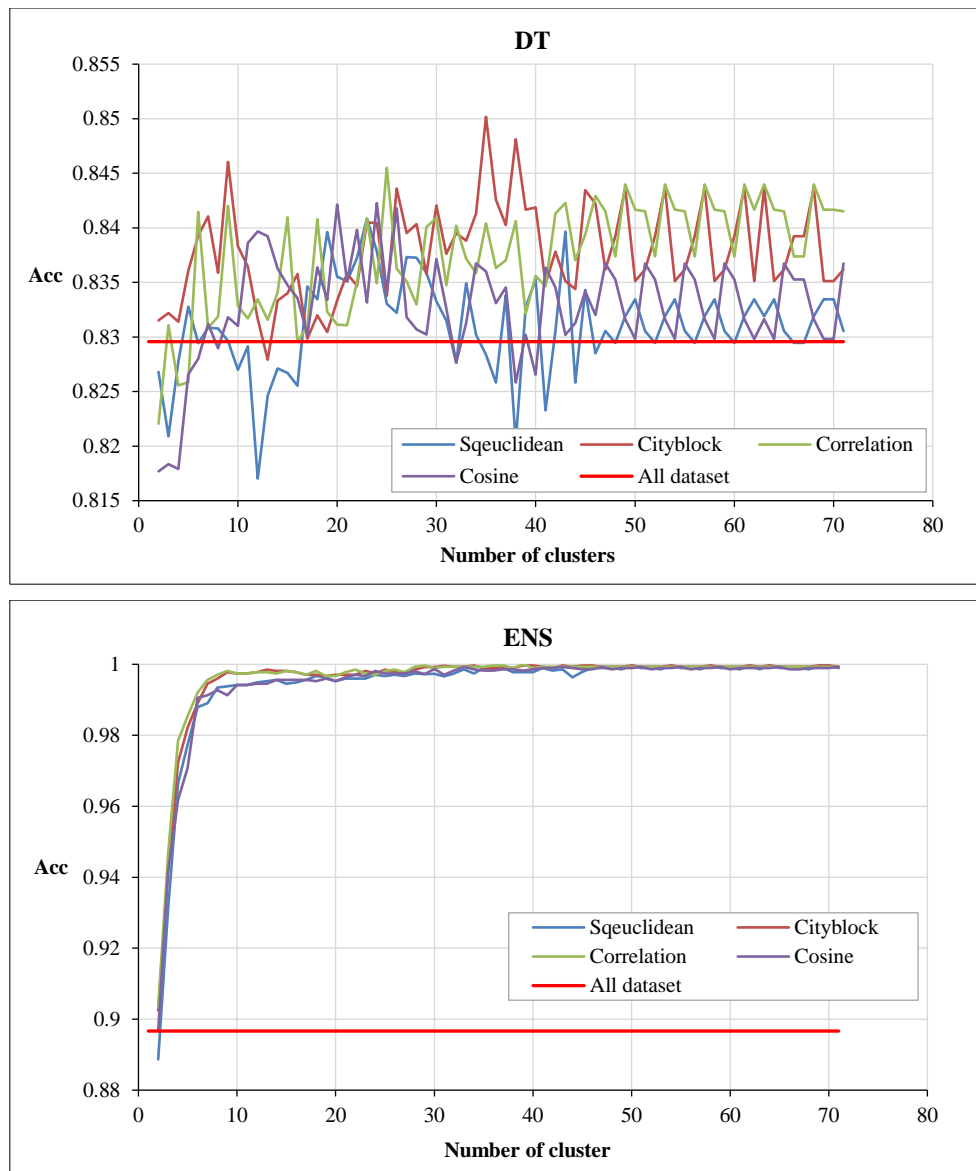 DT
0.855
0.85
0.845
0.84
0.835
Acc
0.83
0.825
0.82
0.815
Sqeuclidean Cityblock Correlation
Cosine All dataset
0 10 20 30 40 50 60 70 80
Number of clusters
ENS
1
0.98
0.96
0.94
Acc
0.92
0.9
0.88
Sqeuclidean Cityblock
Correlation Cosine
All dataset
0 10 20 30 40 50 60 70 80
Number of cluster